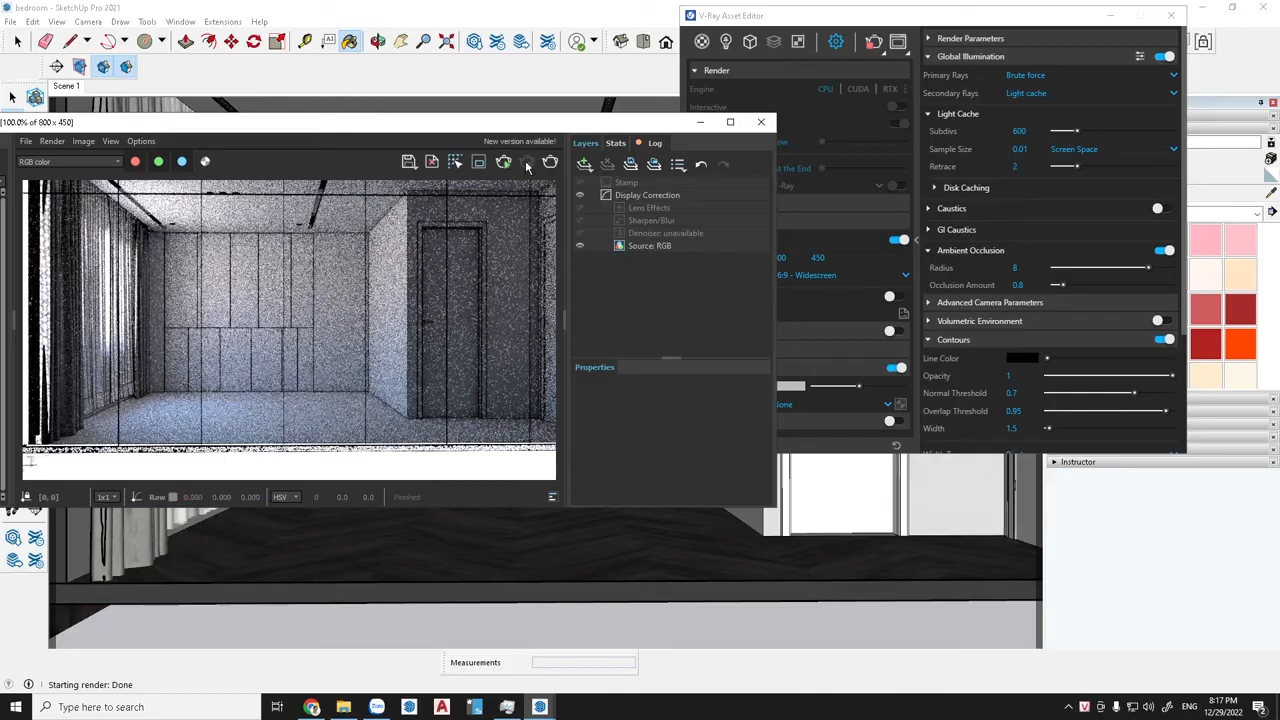 bedroom - SketchUp Pro 2021
File Edit View Camera Draw Tools Window Extensions Help
Scene 1
V-Ray Asset Editor
Render
Engine CPU CUDA RTX
Interactive
at the End
450
6:9 - Widescreen
Render Parameters
Global Illumination
Primary Rays Brute force
Secondary Rays Light cache
Light Cache
Subdivs 600
Sample Size 0.01 Screen Space
Retrace 2
Disk Caching
Caustics
GI Caustics
Ambient Occlusion
Radius 8
Occlusion Amount 0.8
Advanced Camera Parameters
Volumetric Environment
Contours
Line Color
Opacity 1
Normal Threshold 0.7
Overlap Threshold 0.95
Width 1.5
[100.0% of 800 x 450]
File Render Image View Options New version available!
RGB color
Layers Stats Log
Stamp
Display Correction
Lens Effects
Sharpen/Blur
Denoiser: unavailable
Source: RGB
Properties
[0, 0] 1x1 Raw 0.000 0.000 0.000 HSV 0 0.0 0.0 Finished
Instructor
Measurements
Starting render: Done
Type here to search
8:17 PM
12/29/2022